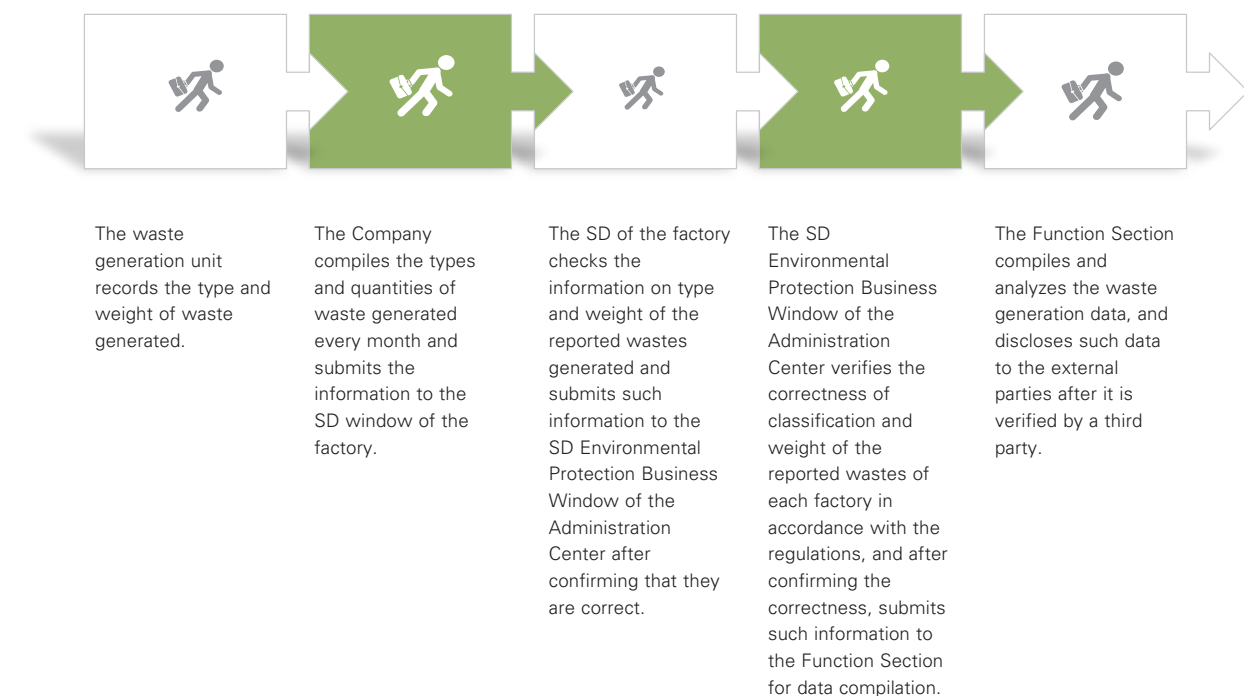 The waste
generation unit
records the type and
weight of waste
generated.
The Company
compiles the types
and quantities of
waste generated
every month and
submits the
information to the
SD window of the
factory.
The SD of the factory
checks the
information on type
and weight of the
reported wastes
generated and
submits such
information to the
SD Environmental
Protection Business
Window of the
Administration
Center after
confirming that they
are correct.
The SD
Environmental
Protection Business
Window of the
Administration
Center verifies the
correctness of
classification and
weight of the
reported wastes of
each factory in
accordance with the
regulations, and after
confirming the
correctness, submits
such information to
the Function Section
for data compilation.
The Function Section
compiles and
analyzes the waste
generation data, and
discloses such data
to the external
parties after it is
verified by a third
party.